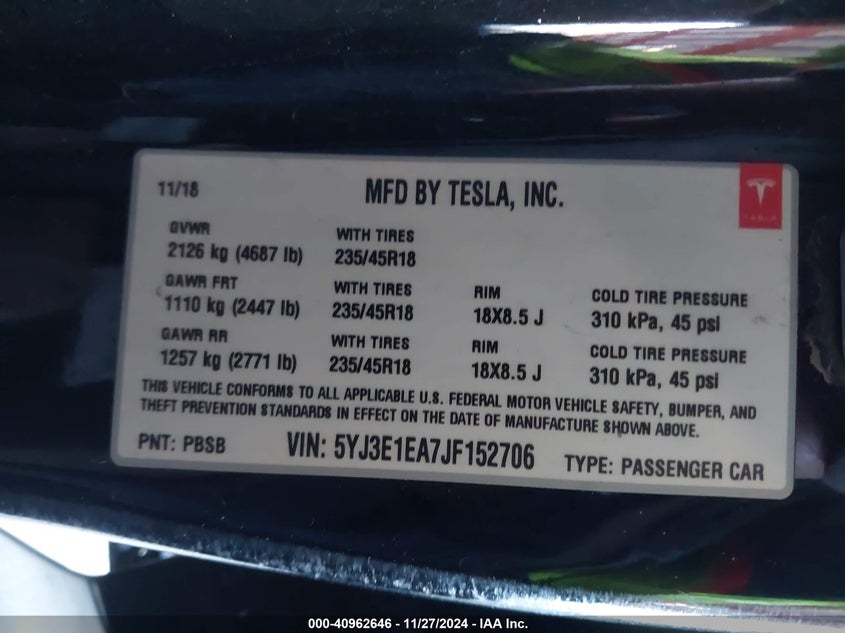 11/18
MFD BY TESLA, INC.
TESLA
GVWR
2126 kg (4687 lb)
WITH TIRES
235/45R18
GAWR FRT
1110 kg (2447 lb)
WITH TIRES
235/45R18
RIM
18X8.5 J
COLD TIRE PRESSURE
310 kPa, 45 psi
GAWR RR
1257 kg (2771 lb)
WITH TIRES
235/45R18
RIM
18X8.5 J
COLD TIRE PRESSURE
310 kPa, 45 psi
THIS VEHICLE CONFORMS TO ALL APPLICABLE U.S. FEDERAL MOTOR VEHICLE SAFETY, BUMPER, AND
THEFT PREVENTION STANDARDS IN EFFECT ON THE DATE OF MANUFACTURE SHOWN ABOVE.
PNT: PBSB
VIN: 5YJ3E1EA7JF152706
TYPE: PASSENGER CAR
000-40962646 - 11/27/2024 - IAA Inc.